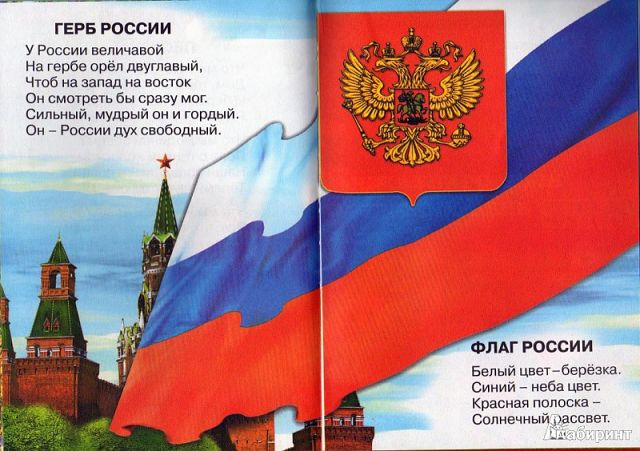 ГЕРБ РОССИИ
У России величавой
На гербе орёл двуглавый,
Чтоб на запад на восток
Он смотреть бы сразу мог.
Сильный, мудрый он и гордый.
Он – России дух свободный.
ФЛАГ РОССИИ
Белый цвет – берёзка.
Синий – неба цвет.
Красная полоска –
Солнечный рассвет.
Лабиринт